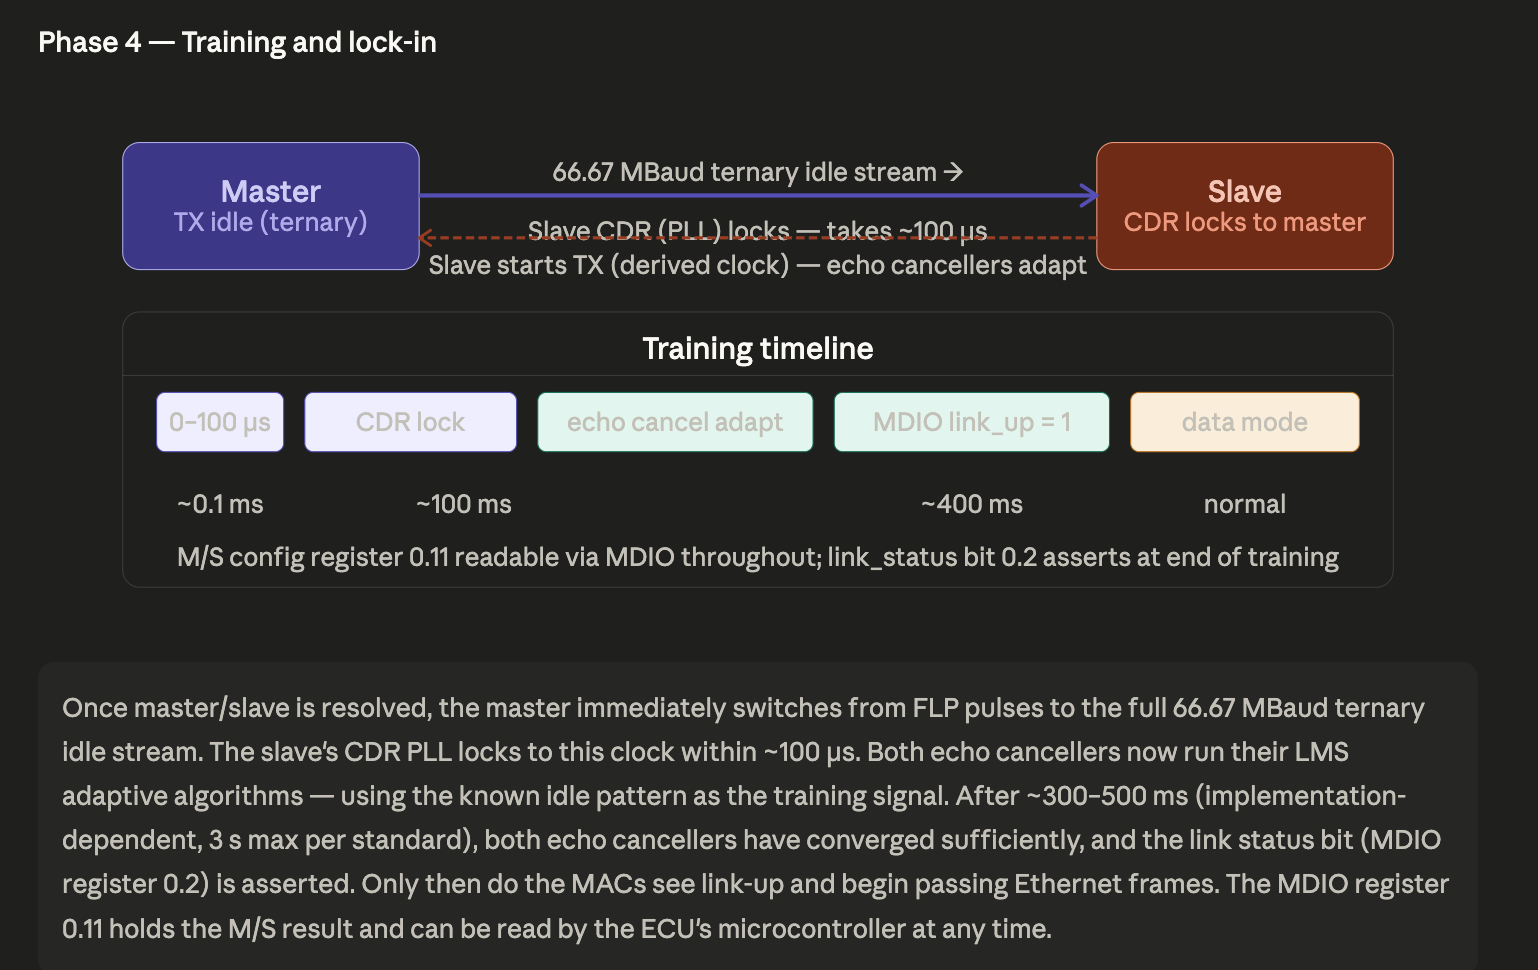 Phase 4 — Training and lock-in
66.67 MBaud ternary idle stream →
Master
TX idle (ternary)
Slave
CDR locks to master
Slave CDR (PLL) locks — takes ~100 µs
Slave starts TX (derived clock) — echo cancellers adapt
Training timeline
0–100 µs
CDR lock
echo cancel adapt
MDIO link_up = 1
data mode
~0.1 ms
~100 ms
~400 ms
normal
M/S config register 0.11 readable via MDIO throughout; link_status bit 0.2 asserts at end of training
Once master/slave is resolved, the master immediately switches from FLP pulses to the full 66.67 MBaud ternary
idle stream. The slave's CDR PLL locks to this clock within ~100 µs. Both echo cancellers now run their LMS
adaptive algorithms — using the known idle pattern as the training signal. After ~300–500 ms (implementation-
dependent, 3 s max per standard), both echo cancellers have converged sufficiently, and the link status bit (MDIO
register 0.2) is asserted. Only then do the MACs see link-up and begin passing Ethernet frames. The MDIO register
0.11 holds the M/S result and can be read by the ECU's microcontroller at any time.